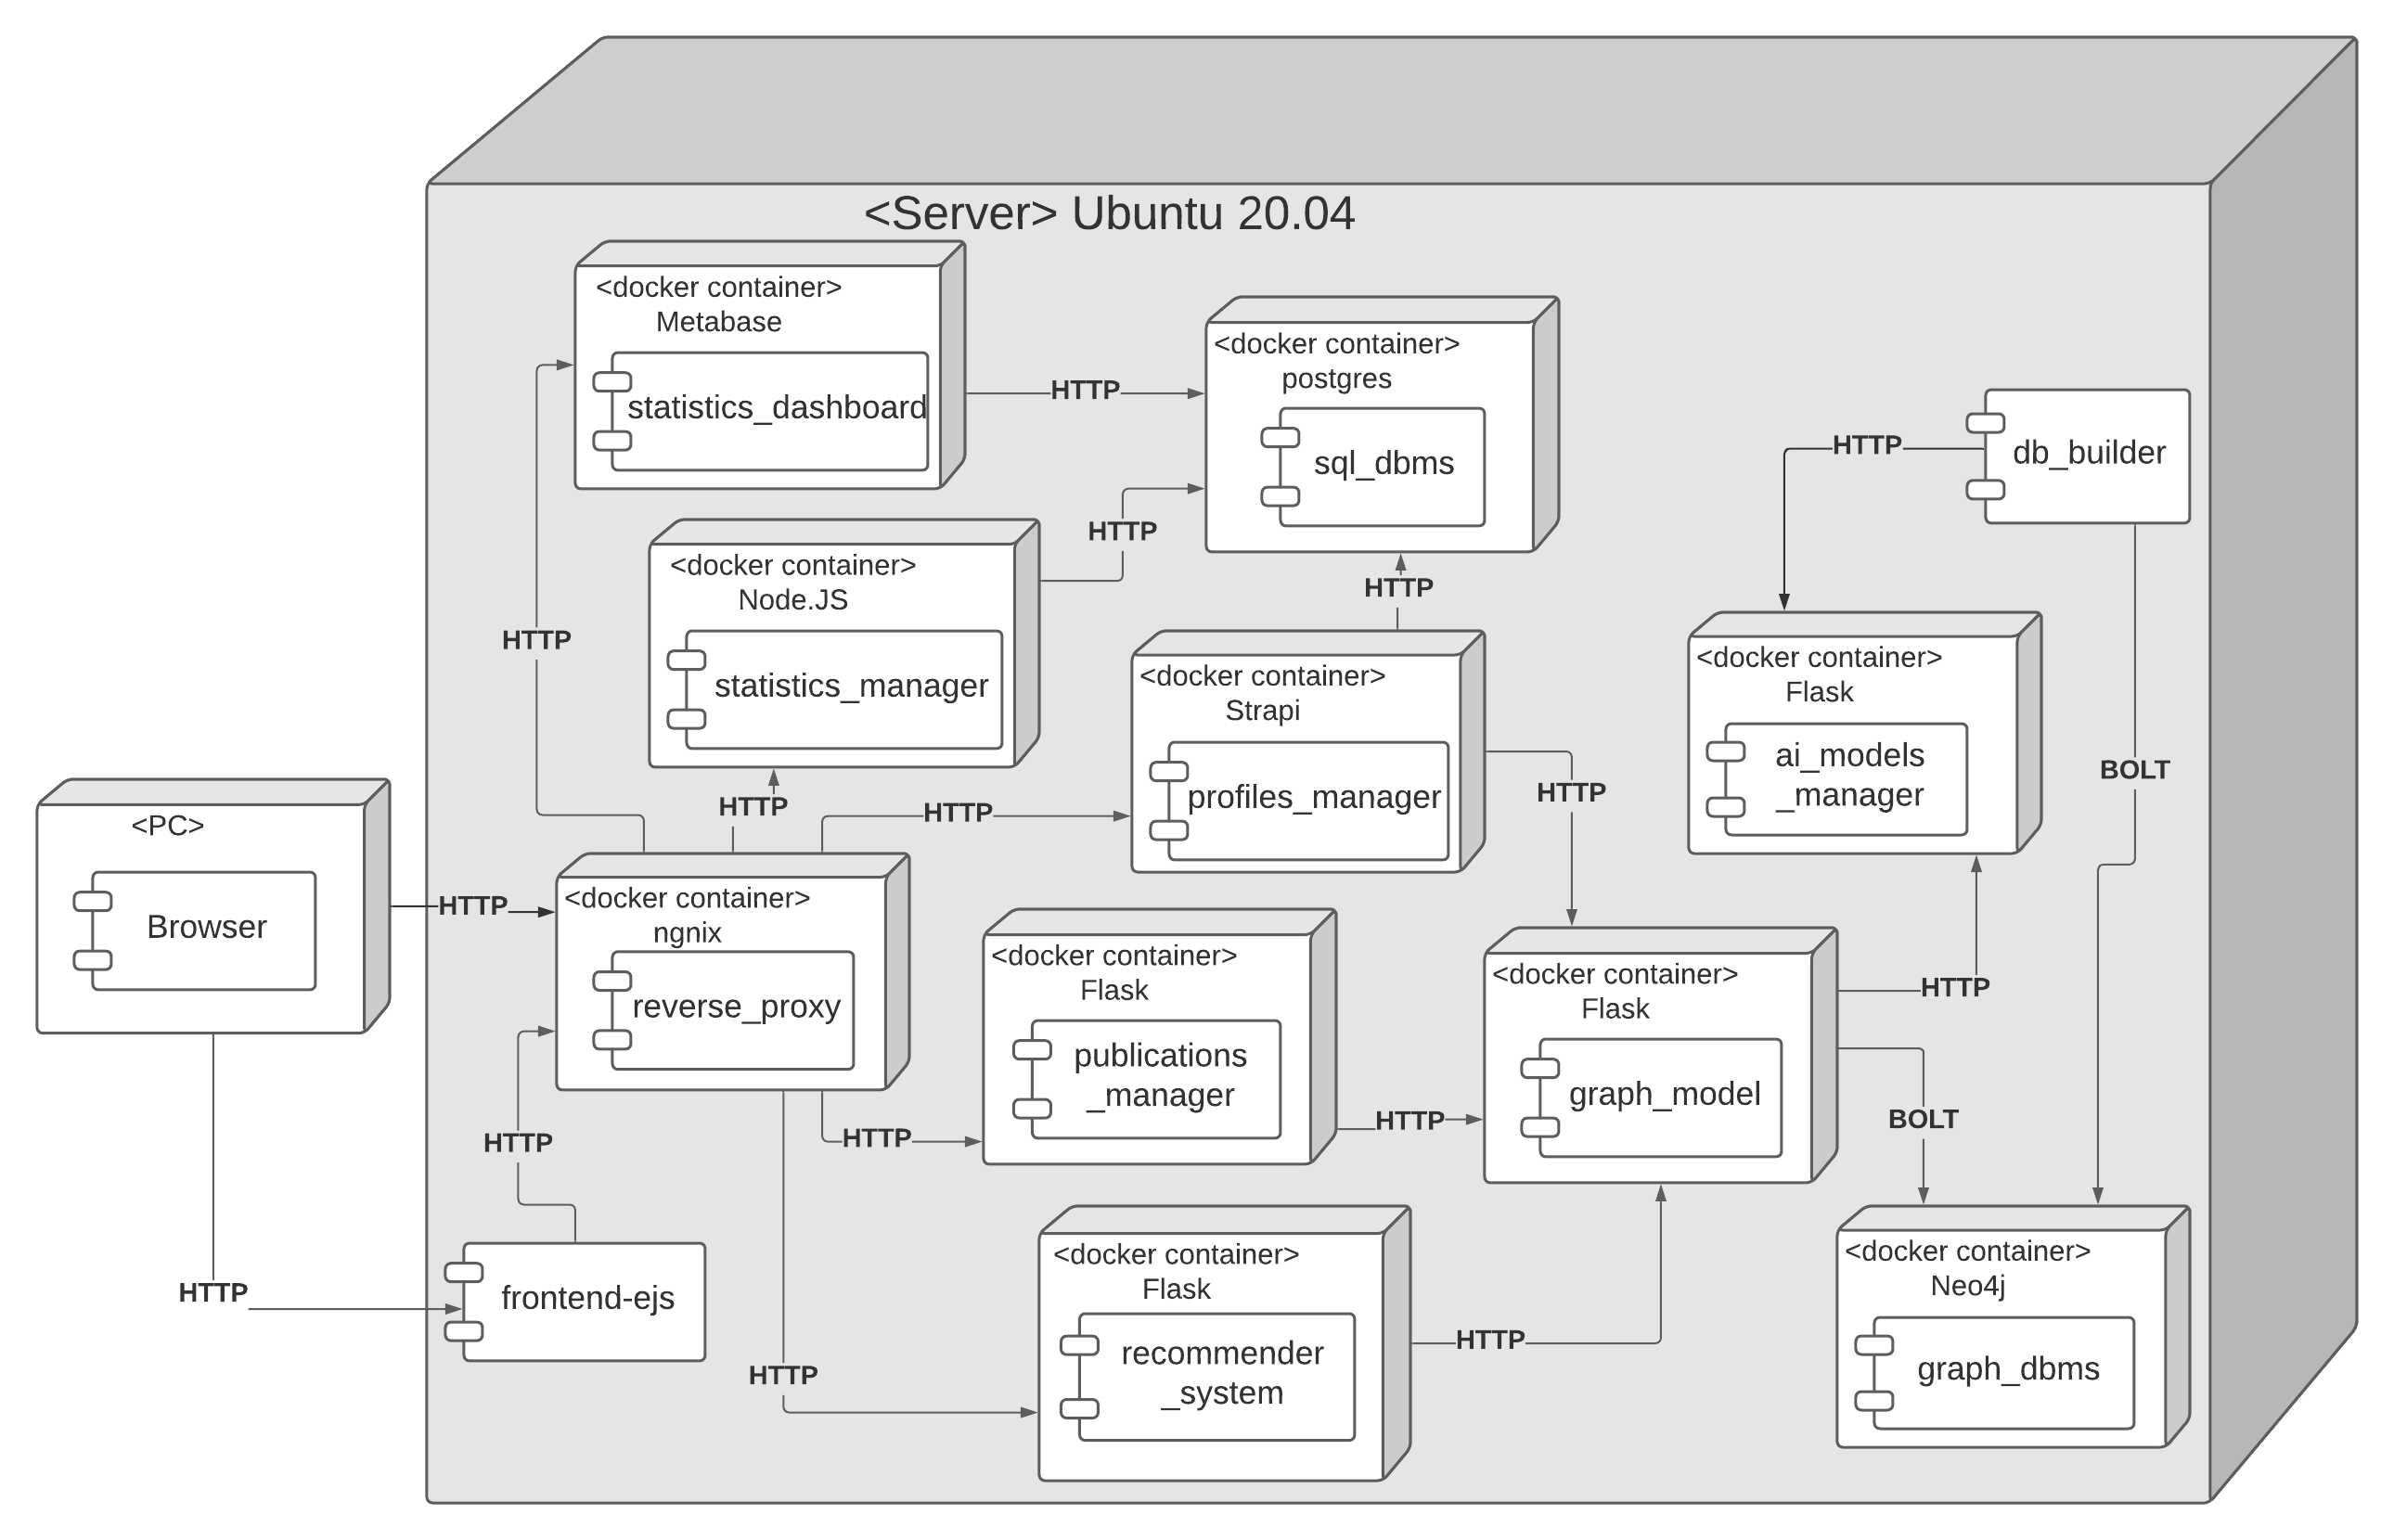 <Server> Ubuntu 20.04
<docker container>
Metabase
statistics_dashboard
HTTP
<docker container>
postgres
sql_dbms
HTTP
db_builder
HTTP
<docker container>
Node.JS
statistics_manager
HTTP
HTTP
<docker container>
Strapi
profiles_manager
<docker container>
Flask
ai_models
_manager
HTTP
BOLT
HTTP
HTTP
HTTP
<PC>
Browser
HTTP
<docker container>
ngnix
reverse_proxy
<docker container>
Flask
publications
_manager
<docker container>
Flask
graph_model
HTTP
HTTP
HTTP
HTTP
BOLT
HTTP
frontend-ejs
<docker container>
Flask
recommender
_system
HTTP
HTTP
<docker container>
Neo4j
graph_dbms